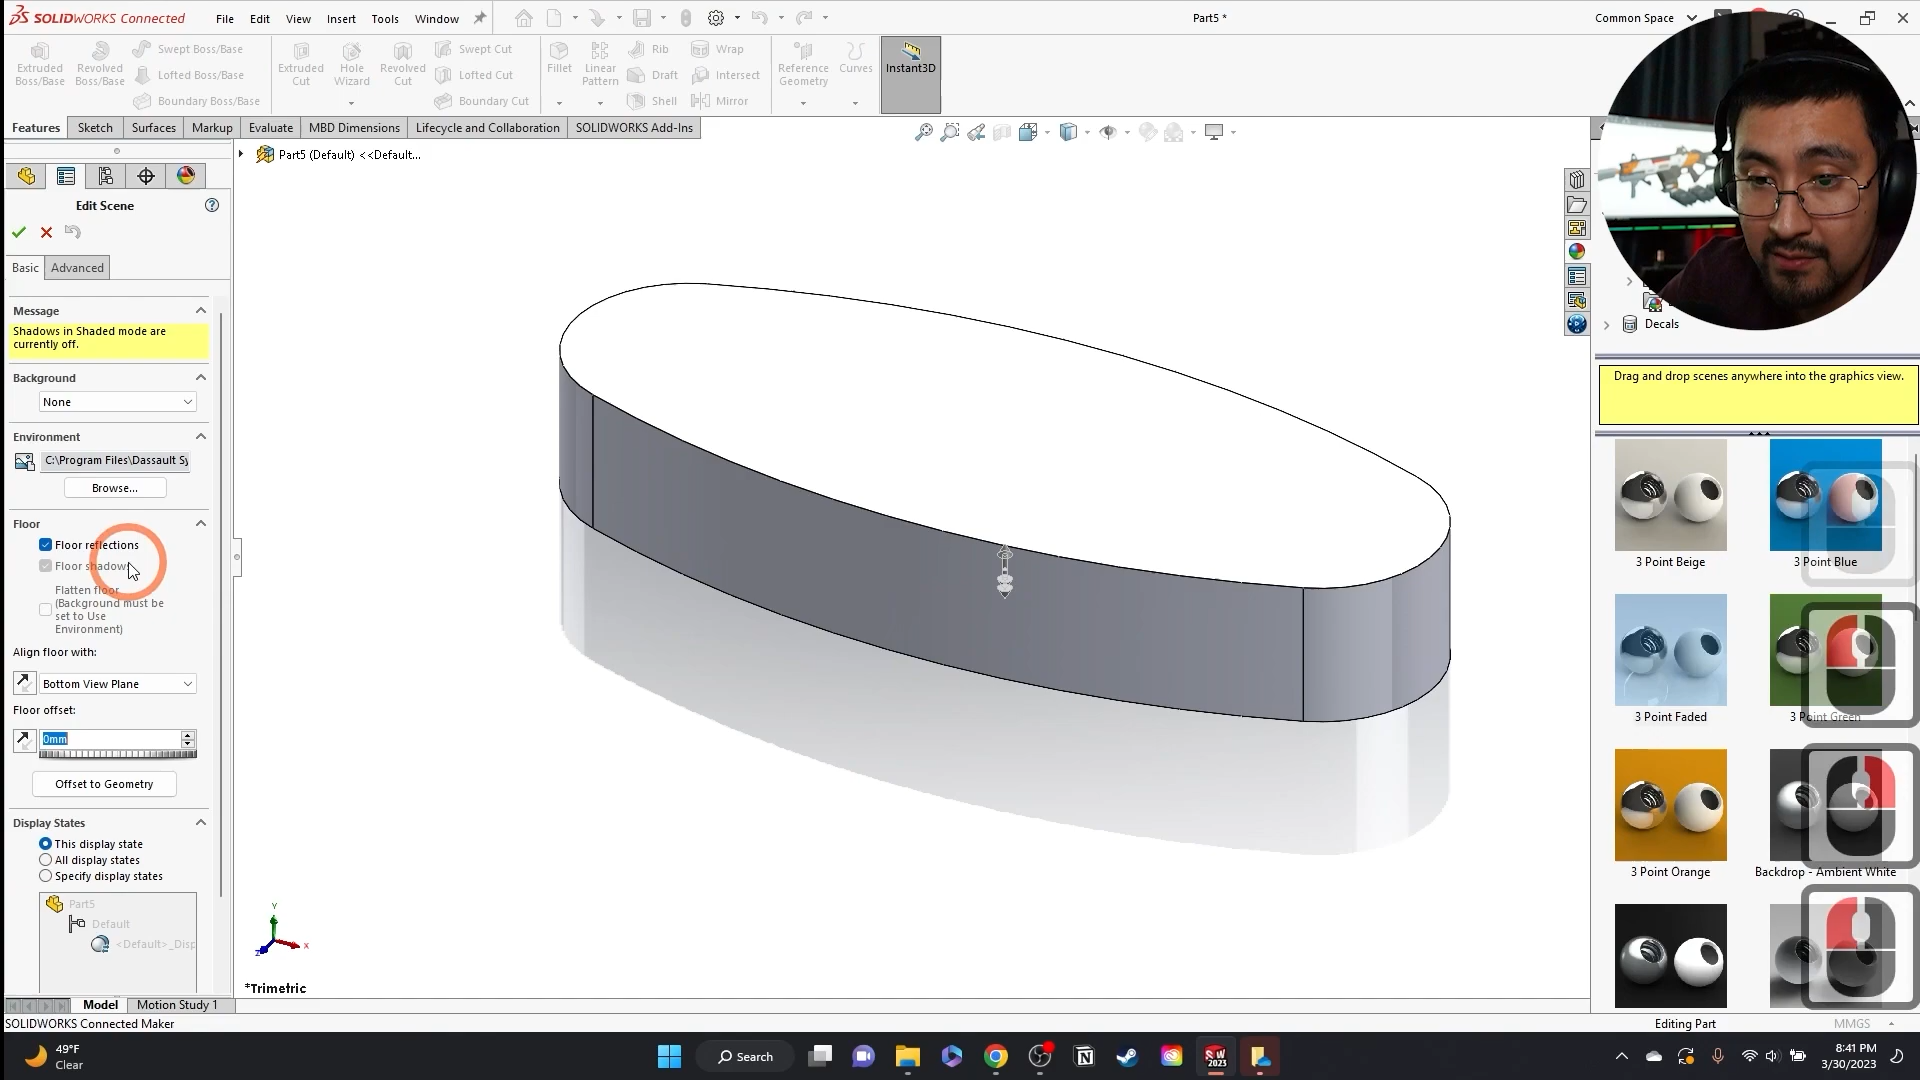 SOLIDWORKS Connected File Edit View Insert Tools Window Part5 * Common Space
Extruded Boss/Base
Revolved Boss/Base
Swept Boss/Base
Lofted Boss/Base
Boundary Boss/Base
Extruded Cut
Hole Wizard
Revolved Cut
Swept Cut
Lofted Cut
Boundary Cut
Fillet
Linear Pattern
Rib
Draft
Shell
Wrap
Intersect
Mirror
Reference Geometry
Curves
Instant3D
Features Sketch Surfaces Markup Evaluate MBD Dimensions Lifecycle and Collaboration SOLIDWORKS Add-Ins
Part5 (Default) <<Default...
Edit Scene
Basic Advanced
Message
Shadows in Shaded mode are
currently off.
Background
None
Environment
C:\Program Files\Dassault Sy
Browse...
Floor
Floor reflections
Floor shadows
Flatten floor
(Background must be
set to Use
Environment)
Align floor with:
Bottom View Plane
Floor offset:
0mm
Offset to Geometry
Display States
This display state
All display states
Specify display states
Part5
Default
<Default>_Disp
Y
X
Z
*Trimetric
Decals
Drag and drop scenes anywhere into the graphics view.
3 Point Beige
3 Point Blue
3 Point Faded
3 Point Green
3 Point Orange
Backdrop - Ambient White
Model Motion Study 1
SOLIDWORKS Connected Maker Editing Part MMGS
49°F
Clear
Search
SW
2023
8:41 PM
3/30/2023